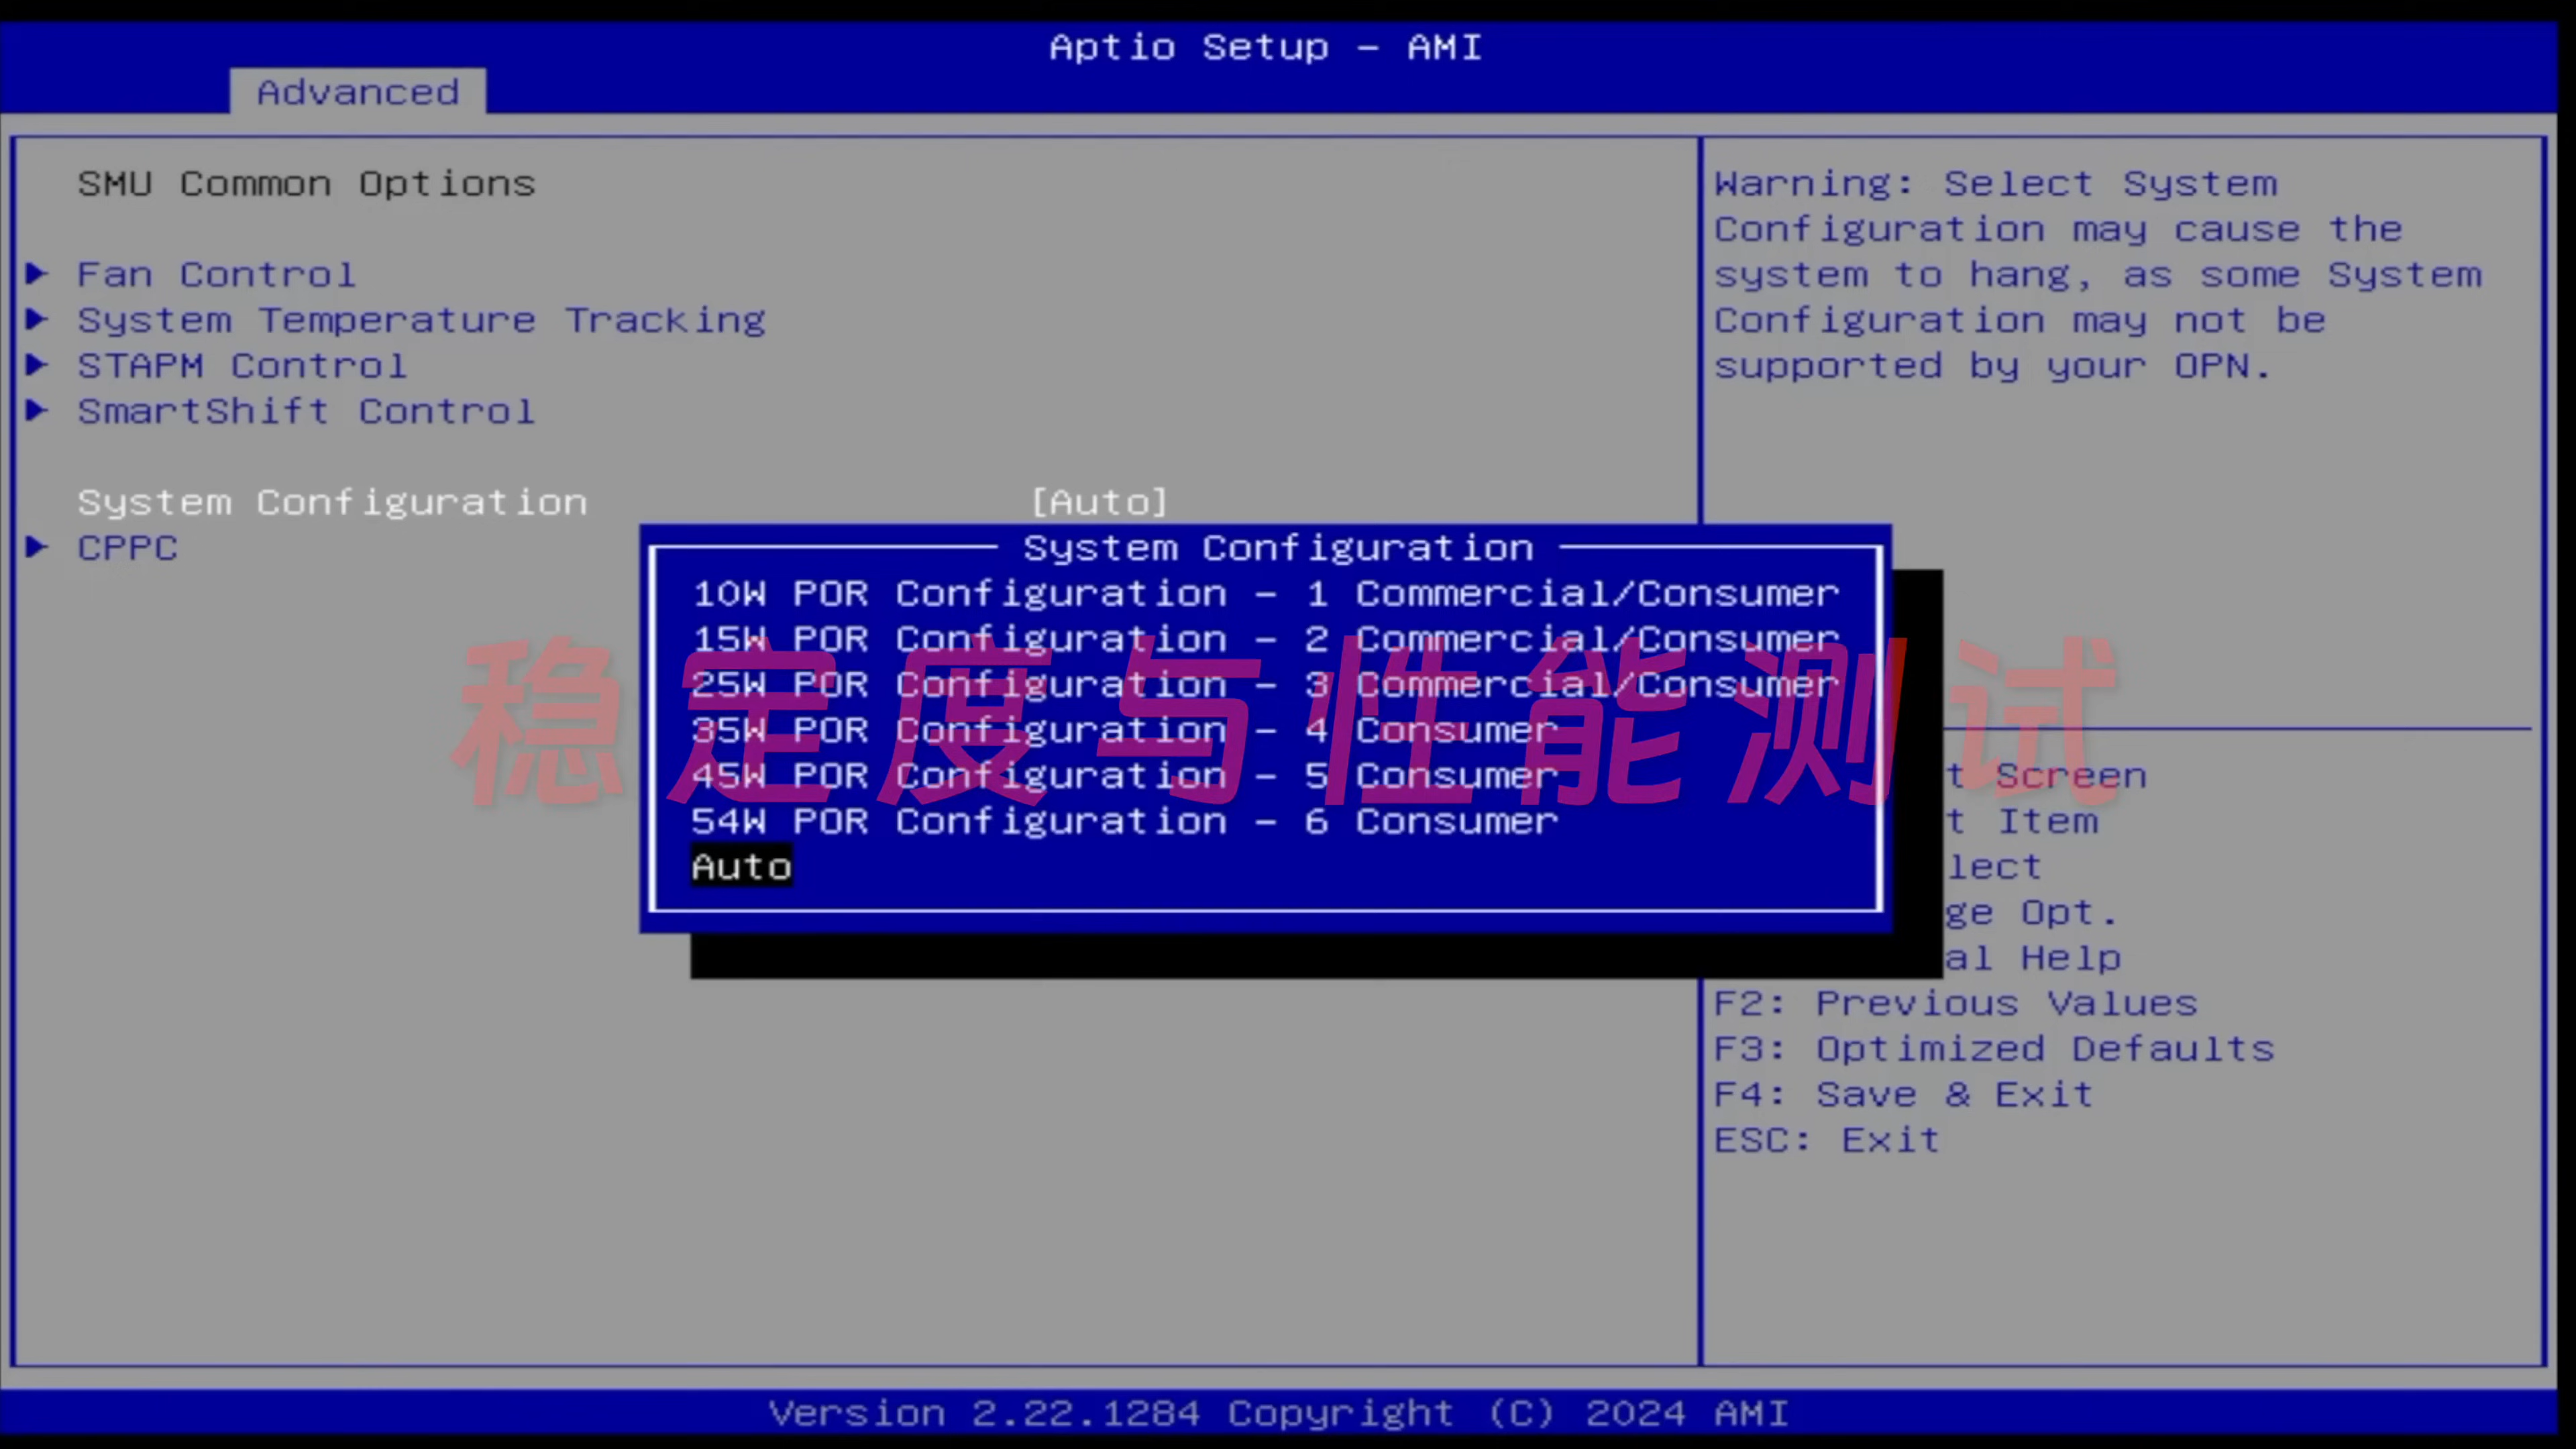 Aptio Setup – AMI
Advanced
SMU Common Options
Fan Control
System Temperature Tracking
STAPM Control
SmartShift Control
System Configuration [Auto]
CPPC
System Configuration
10W POR Configuration – 1 Commercial/Consumer
15W POR Configuration – 2 Commercial/Consumer
25W POR Configuration – 3 Commercial/Consumer
35W POR Configuration – 4 Consumer
45W POR Configuration – 5 Consumer
54W POR Configuration – 6 Consumer
Auto
稳定度与性能测试
Warning: Select System
Configuration may cause the
system to hang, as some System
Configuration may not be
supported by your OPN.
t Screen
t Item
lect
ge Opt.
al Help
F2: Previous Values
F3: Optimized Defaults
F4: Save & Exit
ESC: Exit
Version 2.22.1284 Copyright (C) 2024 AMI